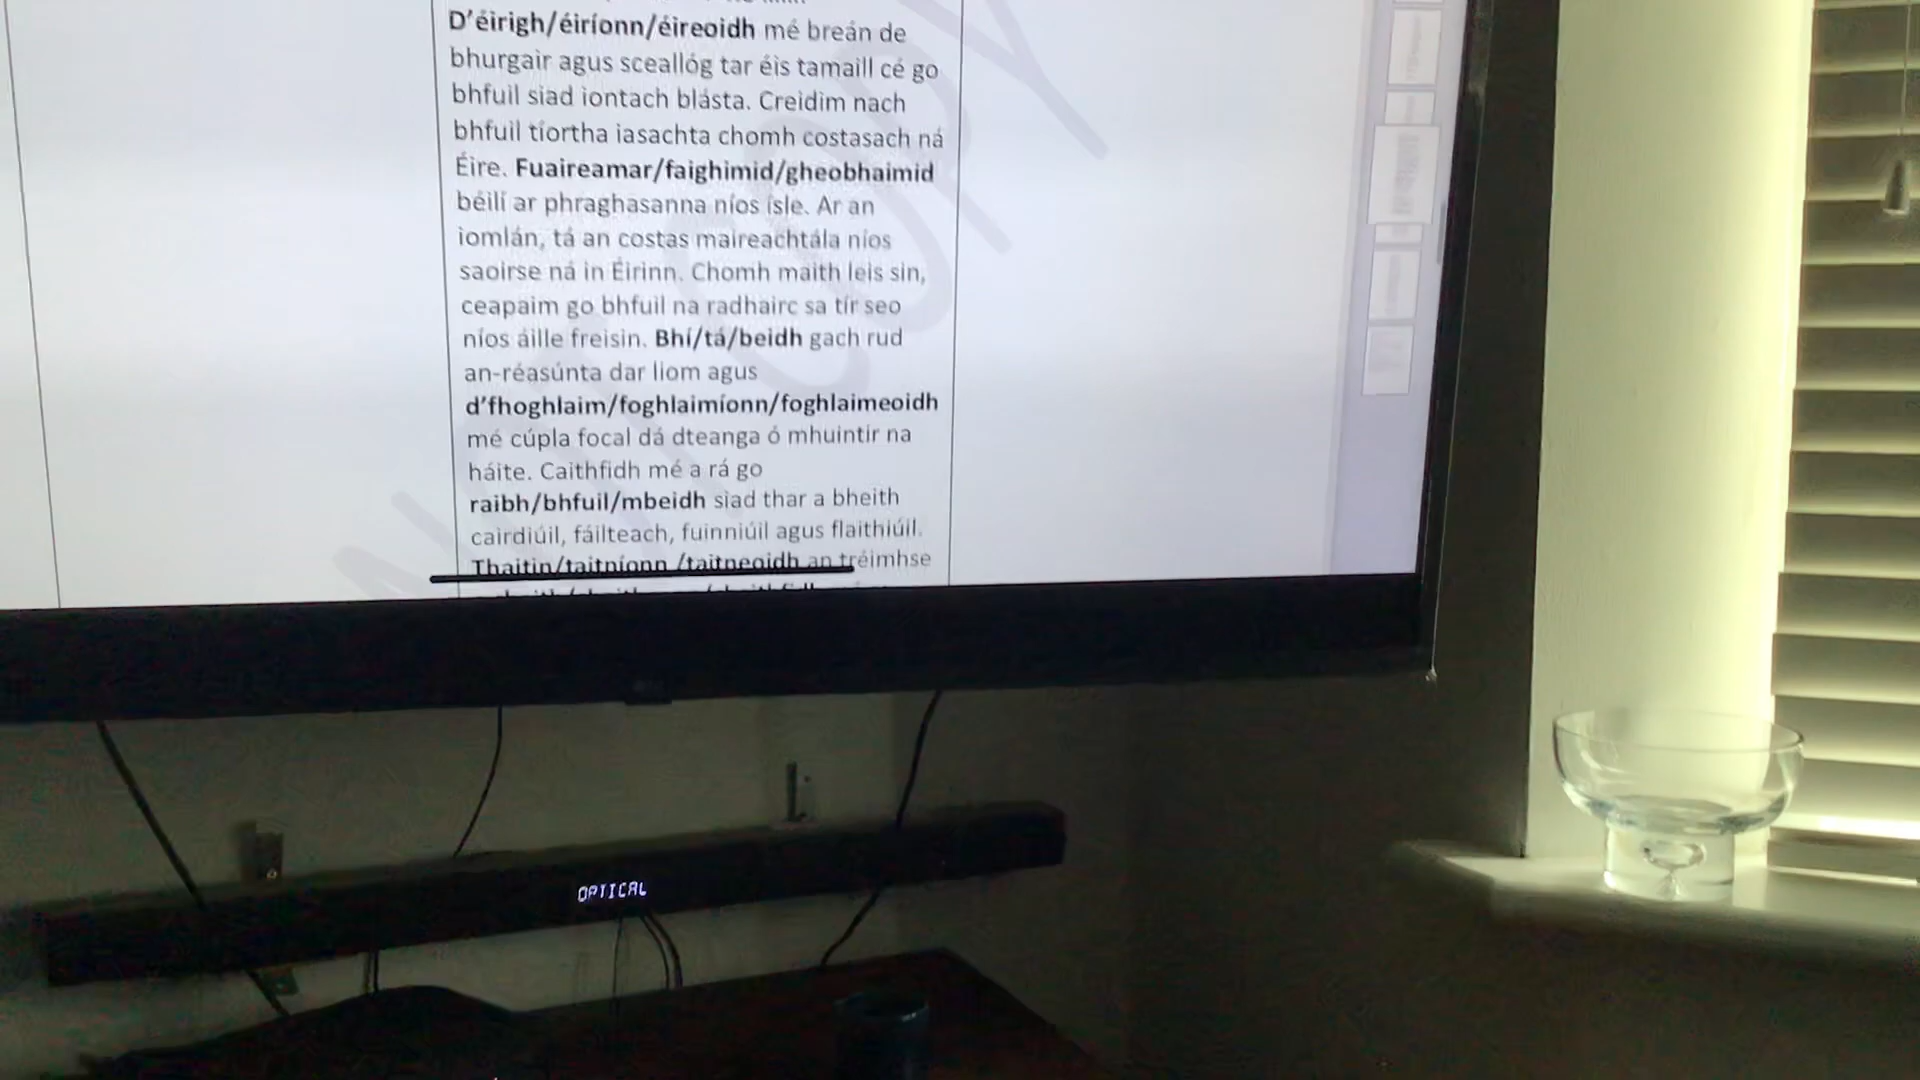 D'éirigh/éiríonn/éireoidh mé breán de
bhurgair agus sceallóg tar éis tamaill cé go
bhfuil siad iontach blásta. Creidim nach
bhfuil tíortha iasachta chomh costasach ná
Éire. Fuaireamar/faighimid/gheobhaimid
béilí ar phraghasanna níos ísle. Ar an
iomlán, tá an costas maireachtála níos
saoirse ná in Éirinn. Chomh maith leis sin,
ceapaim go bhfuil na radhairc sa tír seo
níos áille freisin. Bhí/tá/beidh gach rud
an-réasúnta dar liom agus
d'fhoghlaim/foghlaimíonn/foghlaimeoidh
mé cúpla focal dá dteanga ó mhuintir na
háite. Caithfidh mé a rá go
raibh/bhfuil/mbeidh siad thar a bheith
cairdiúil, fáilteach, fuinniúil agus flaithiúil.
Thaitin/taitníonn /taitneoidh an tréimhse
OPTICAL